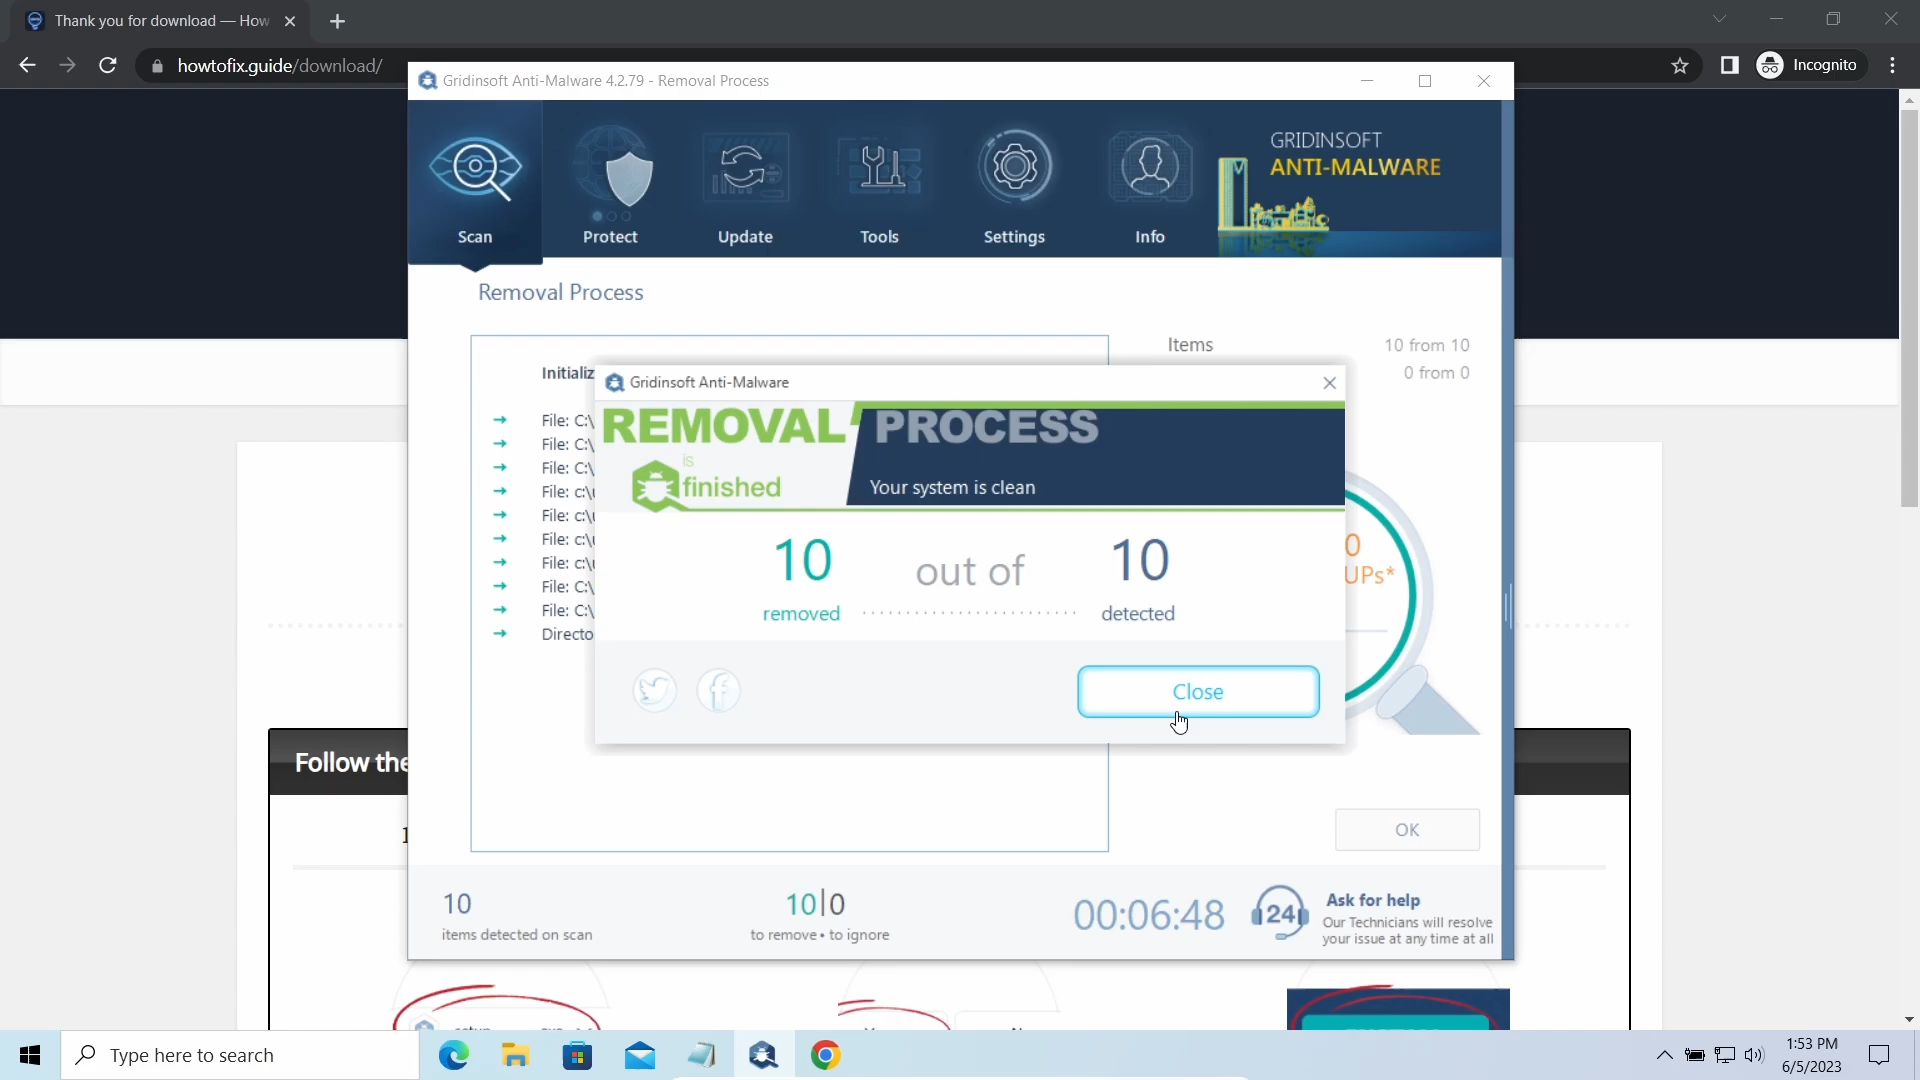 Thank you for download — How
howtofix.guide/download/
Incognito
Gridinsoft Anti-Malware 4.2.79 - Removal Process
Scan
Protect
Update
Tools
Settings
Info
GRIDINSOFT
ANTI-MALWARE
Removal Process
Items
10 from 10
0 from 0
Initializ
File: C:\
File: C:\
File: C:\
File: c:\
File: c:\
File: c:\
File: c:\
File: C:\
File: C:\
Directo
Gridinsoft Anti-Malware
REMOVAL PROCESS
is
finished
Your system is clean
10 out of 10
removed
detected
0
UPs*
Close
OK
Follow the
1
10
items detected on scan
10|0
to remove • to ignore
00:06:48
24
Ask for help
Our Technicians will resolve
your issue at any time at all
Type here to search
1:53 PM
6/5/2023